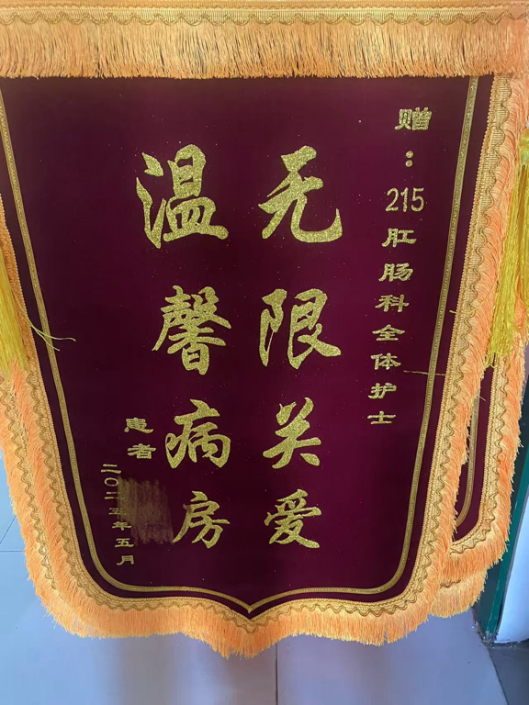 赠：215肛肠科全体护士
无限关爱
温馨病房
患者
二〇二五年五月